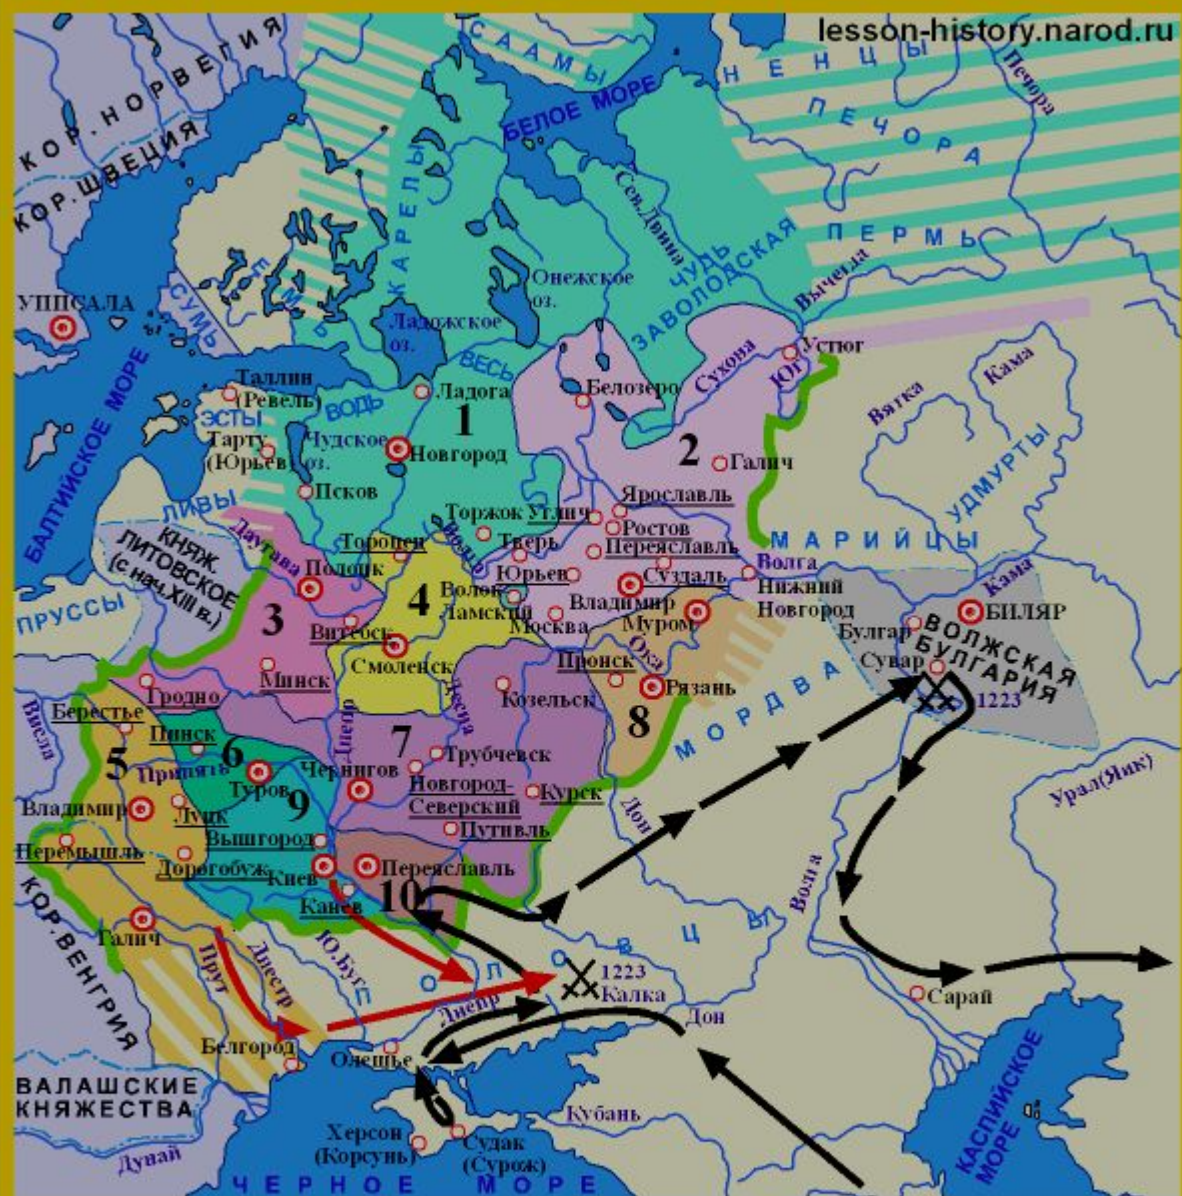 lesson-history.narod.ru
КОР. НОРВЕГИЯ
КОР. ШВЕЦИЯ
СААМЫ
НЕНЦЫ
Печора
ПЕЧОРА
БЕЛОЕ МОРЕ
КАРЕЛЫ
Сев.Двина
ЧУДЬ
ЗАВОЛОДСКАЯ
ПЕРМЬ
Вычегда
УППСАЛА
СУМЬ
ЕМЬ
Онежское
оз.
Ладожское
оз.
ВЕСЬ
Сухона
Юг
Устюг
Кама
Вятка
БАЛТИЙСКОЕ МОРЕ
Таллин
(Ревель)
ЭСТЫ
ВОДЬ
Ладога
1
Белозеро
Тарту
(Юрьев)
Чудское
оз.
Новгород
2
Галич
УДМУРТЫ
Псков
ЛИВЫ
Торжок
Углич
Ярославль
Ростов
МАРИЙЦЫ
КНЯЖ.
ЛИТОВСКОЕ
(с нач.XIII в.)
Даугава
Торопец
Волга
Тверь
Переяславль
Волга
Полоцк
4
Юрьев
Суздаль
Нижний
Новгород
Кама
ПРУССЫ
3
Волок
Ламский
Москва
Владимир
Муром
БИЛЯР
Булгар
ВОЛЖСКАЯ
БУЛГАРИЯ
Витебск
Смоленск
Ока
Пронск
Сувар
1223
Минск
Гродно
Десна
Козельск
Рязань
МОРДВА
8
Висла
Берестье
Пинск
Днепр
7
Трубчевск
5
6
Припять
Туров
Чернигов
Новгород-
Северский
Курск
Урал(Яик)
Владимир
Луцк
9
Дон
Вышгород
Путивль
Перемышль
Дорогобуж
Киев
Переяславль
Волга
КОР. ВЕНГРИЯ
Канев
10
Галич
Прут
Днестр
Ю.Буг
ПОЛОВЦЫ
1223
Калка
Днепр
Дон
Сарай
Белгород
Олешье
ВАЛАШСКИЕ
КНЯЖЕСТВА
Кубань
КАСПИЙСКОЕ
МОРЕ
Херсон
(Корсунь)
Судак
(Сурож)
Дунай
ЧЕРНОЕ МОРЕ